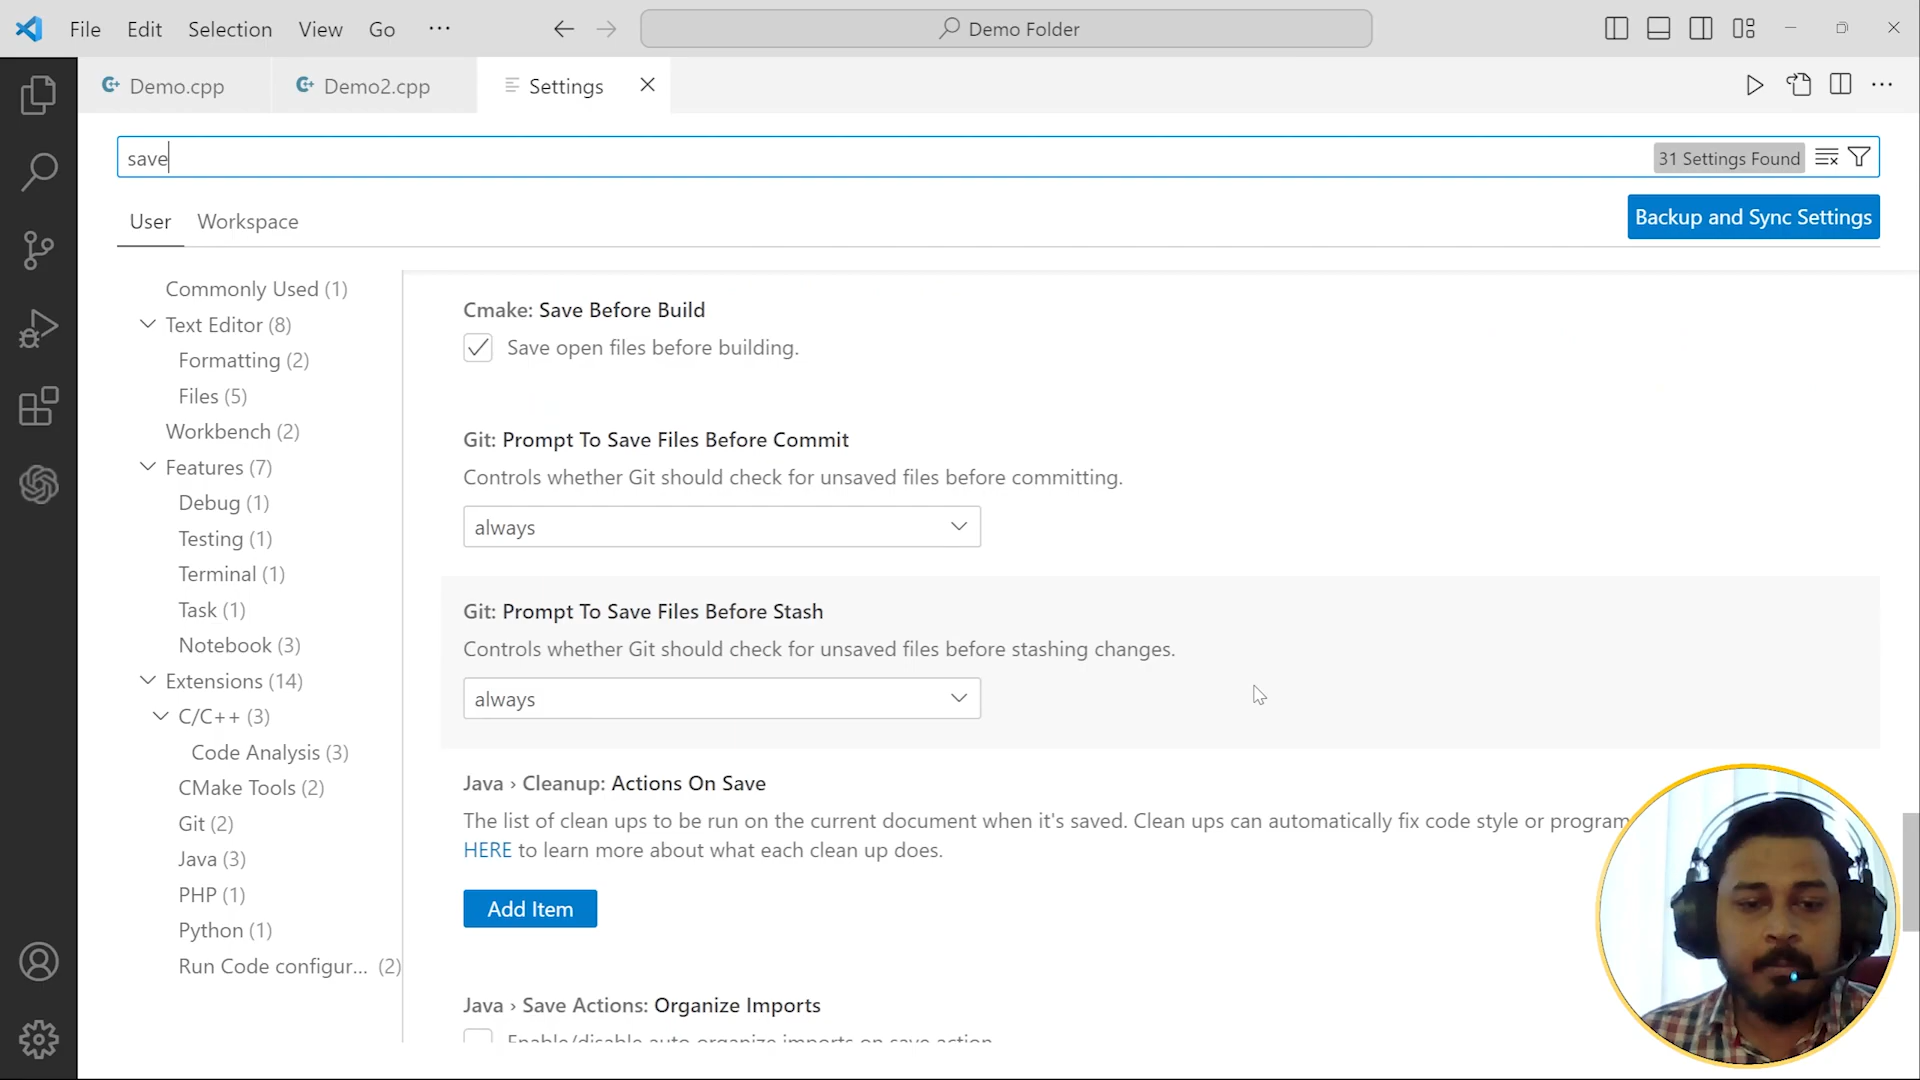 File Edit Selection View Go ···
Demo Folder
Demo.cpp Demo2.cpp Settings
save
31 Settings Found
User Workspace
Backup and Sync Settings
Commonly Used (1)
Text Editor (8)
Formatting (2)
Files (5)
Workbench (2)
Features (7)
Debug (1)
Testing (1)
Terminal (1)
Task (1)
Notebook (3)
Extensions (14)
C/C++ (3)
Code Analysis (3)
CMake Tools (2)
Git (2)
Java (3)
PHP (1)
Python (1)
Run Code configur... (2)
Cmake: Save Before Build
Save open files before building.
Git: Prompt To Save Files Before Commit
Controls whether Git should check for unsaved files before committing.
always
Git: Prompt To Save Files Before Stash
Controls whether Git should check for unsaved files before stashing changes.
always
Java › Cleanup: Actions On Save
The list of clean ups to be run on the current document when it's saved. Clean ups can automatically fix code style or program
HERE to learn more about what each clean up does.
Add Item
Java › Save Actions: Organize Imports
Enable/disable auto organize imports on save action